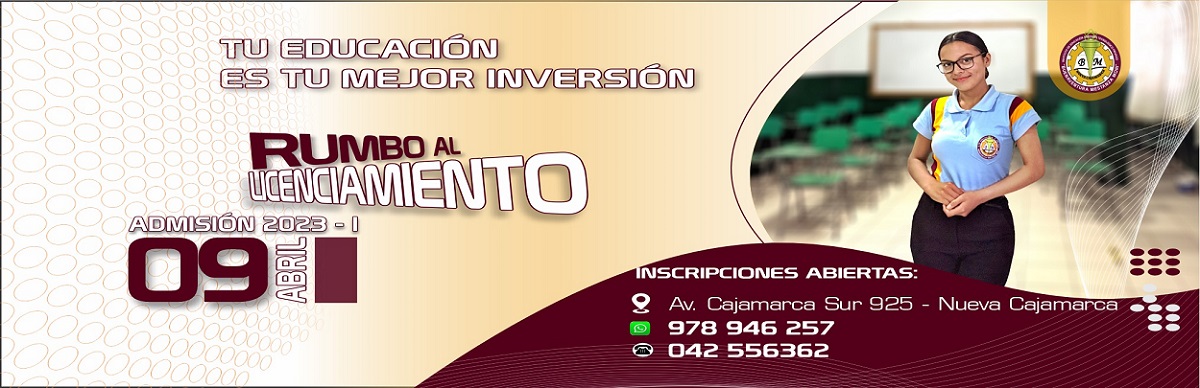 TU EDUCACIÓN
ES TU MEJOR INVERSIÓN
RUMBO AL
LICENCIAMIENTO
ADMISIÓN 2023 - I
09
ABRIL
INSCRIPCIONES ABIERTAS:
Av. Cajamarca Sur 925 - Nueva Cajamarca
978 946 257
042 556362
B M